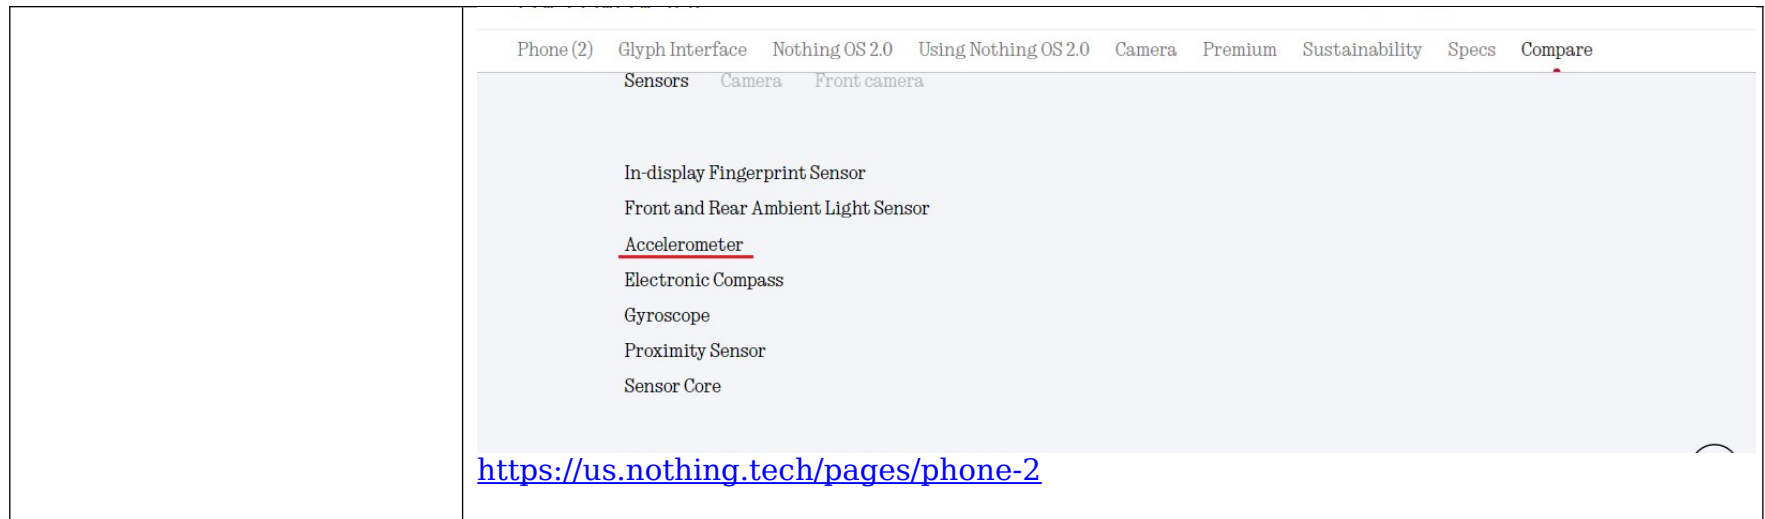 Phone (2) Glyph Interface Nothing OS 2.0 Using Nothing OS 2.0 Camera Premium Sustainability Specs Compare
Sensors Camera Front camera
In-display Fingerprint Sensor
Front and Rear Ambient Light Sensor
Accelerometer
Electronic Compass
Gyroscope
Proximity Sensor
Sensor Core
https://us.nothing.tech/pages/phone-2